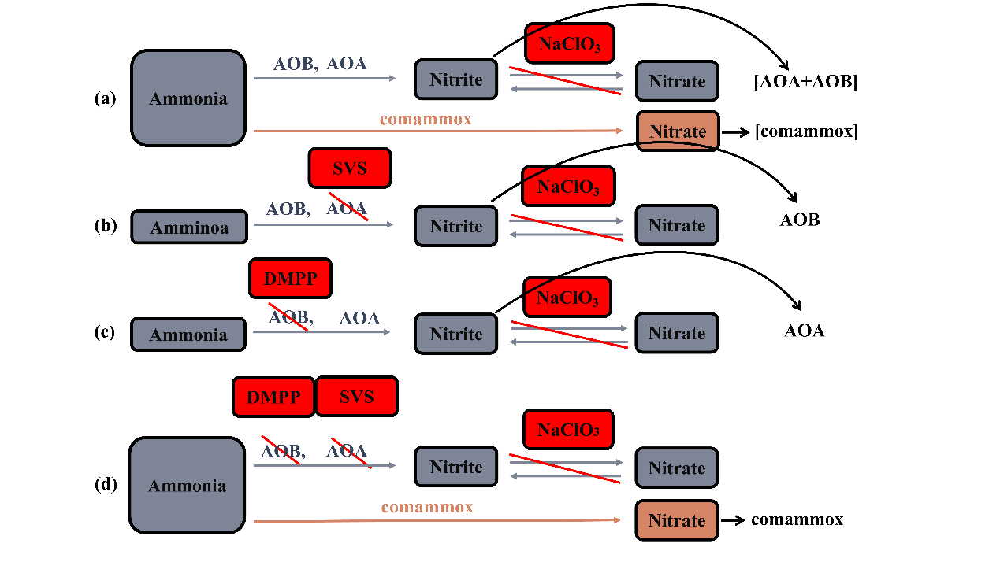 NaClO₃
AOB, AOA
Ammonia
Nitrite
Nitrate
[AOA+AOB]
(a)
comammox
Nitrate
[comammox]
SVS
NaClO₃
AOB, AOA
(b)
Amminoa
Nitrite
Nitrate
AOB
DMPP
NaClO₃
AOB, AOA
(c)
Ammonia
Nitrite
Nitrate
AOA
DMPP
SVS
NaClO₃
AOB, AOA
Nitrite
Nitrate
(d)
Ammonia
comammox
Nitrate
comammox